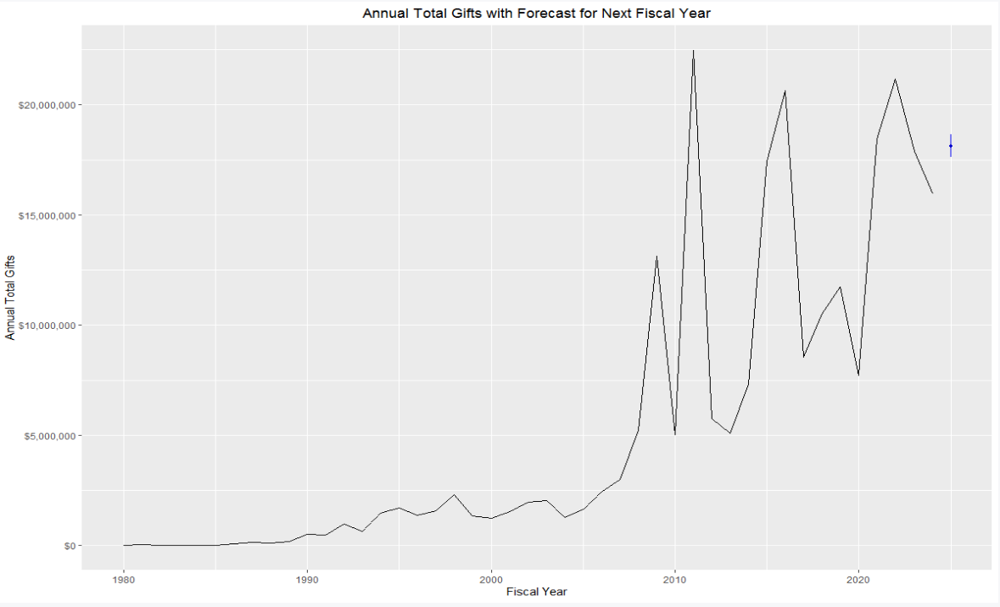 Annual Total Gifts with Forecast for Next Fiscal Year
$20,000,000
$15,000,000
$10,000,000
$5,000,000
$0
Annual Total Gifts
1980 1990 2000 2010 2020
Fiscal Year